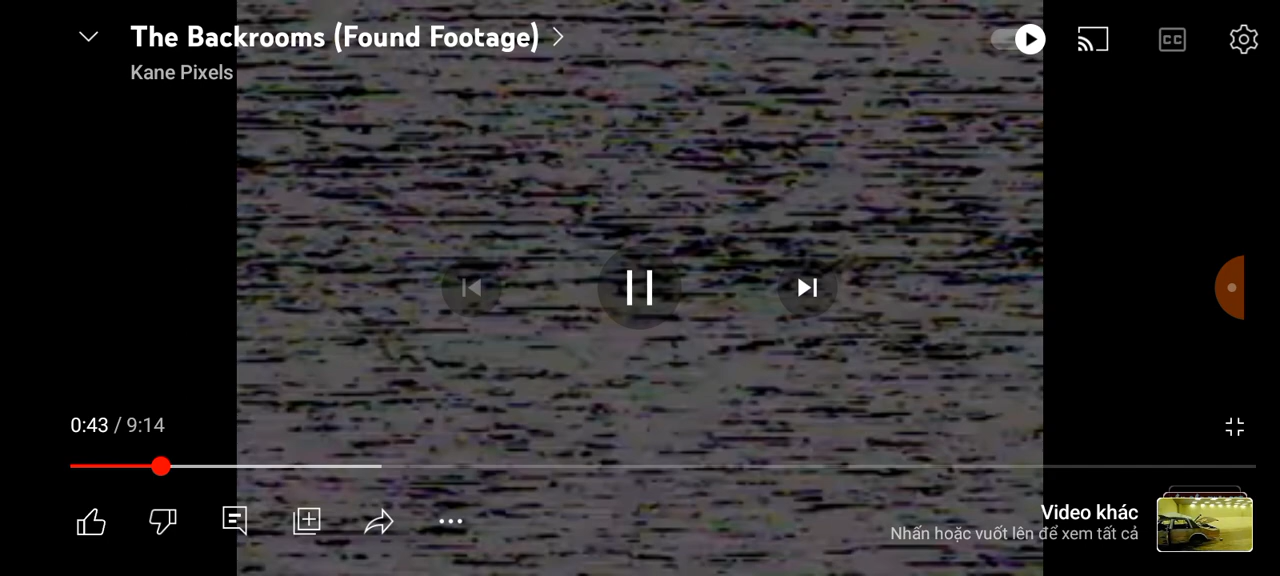 The Backrooms (Found Footage)
Kane Pixels
CC
0:43 / 9:14
Video khác
Nhấn hoặc vuốt lên để xem tất cả